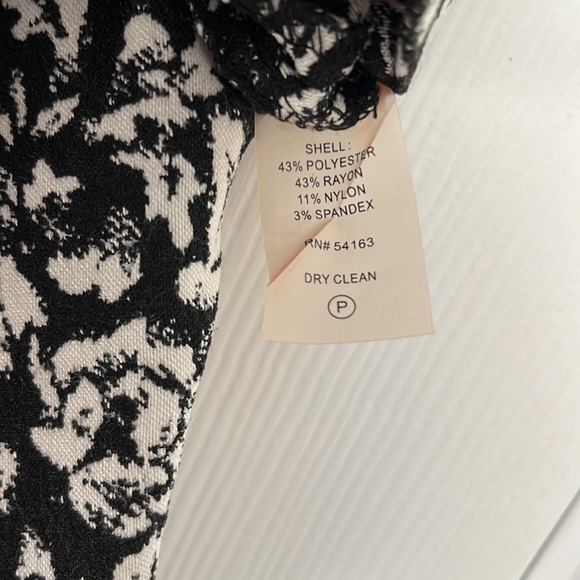 SHELL:
43% POLYESTER
43% RAYON
11% NYLON
3% SPANDEX
RN# 54163
DRY CLEAN
P